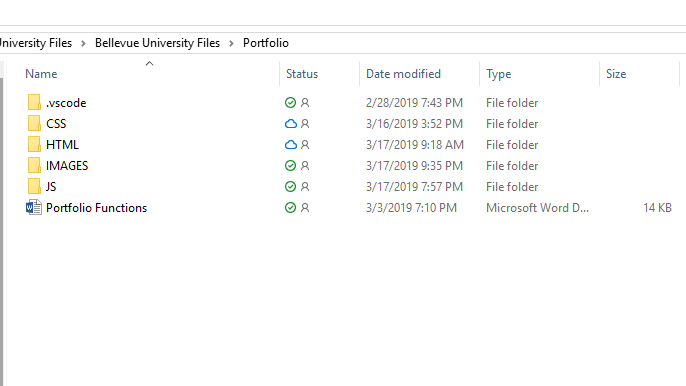 University Files > Bellevue University Files > Portfolio
Name Status Date modified Type Size
.vscode 2/28/2019 7:43 PM File folder
CSS 3/16/2019 3:52 PM File folder
HTML 3/17/2019 9:18 AM File folder
IMAGES 3/17/2019 9:35 PM File folder
JS 3/17/2019 7:57 PM File folder
Portfolio Functions 3/3/2019 7:10 PM Microsoft Word D... 14 KB